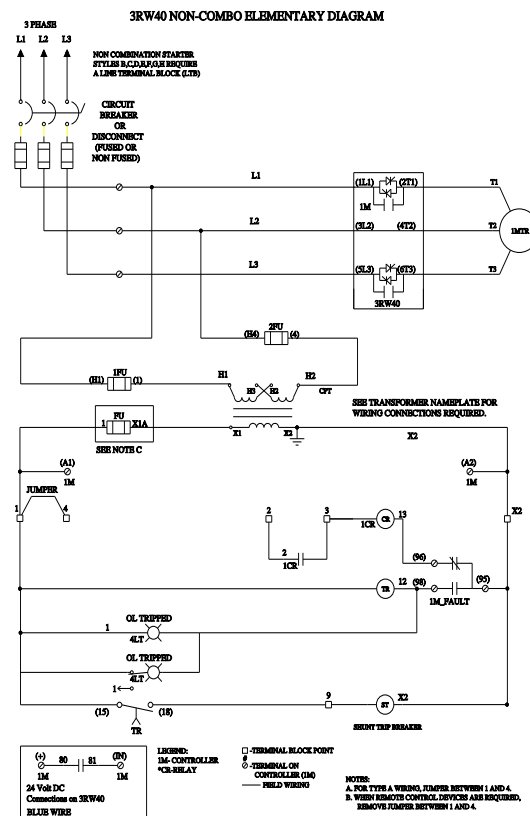 3RW40 NON-COMBO ELEMENTARY DIAGRAM
3 PHASE
L1 L2 L3
NON COMBINATION STARTER
STYLES B,C,D,E,F,G,H REQUIRE
A LINE TERMINAL BLOCK (LTB)
CIRCUIT
BREAKER
OR
DISCONNECT
(FUSED OR
NON FUSED)
L1
(1L1) (2T1)
T1
1M
L2
(3L2) (4T2)
T2
1MTR
L3
(5L3) (6T3)
T3
3RW40
2FU
(H4) (4)
1FU
(H1) (1)
H1
H3 H2
H2
CPT
SEE TRANSFORMER NAMEPLATE FOR
WIRING CONNECTIONS REQUIRED.
FU
1 X1A
SEE NOTE C
X1 X2
X2
(A1)
1M
(A2)
1M
JUMPER
1 4
2 3
1CR
CR
13
X2
2
1CR
(96)
TR
12 (98)
(95)
1M_FAULT
OL TRIPPED
1
4LT
OL TRIPPED
4LT
1
(15) (18)
TR
9
ST
X2
SHUNT TRIP BREAKER
(+) 80 81 (IN)
1M 1M
24 Volt DC
Connections on 3RW40
BLUE WIRE
LEGEND:
1M- CONTROLLER
*CR-RELAY
-TERMINAL BLOCK POINT
#
-TERMINAL ON
CONTROLLER (1M)
FIELD WIRING
NOTES:
A. FOR TYPE A WIRING, JUMPER BETWEEN 1 AND 4.
B. WHEN REMOTE CONTROL DEVICES ARE REQUIRED,
REMOVE JUMPER BETWEEN 1 AND 4.